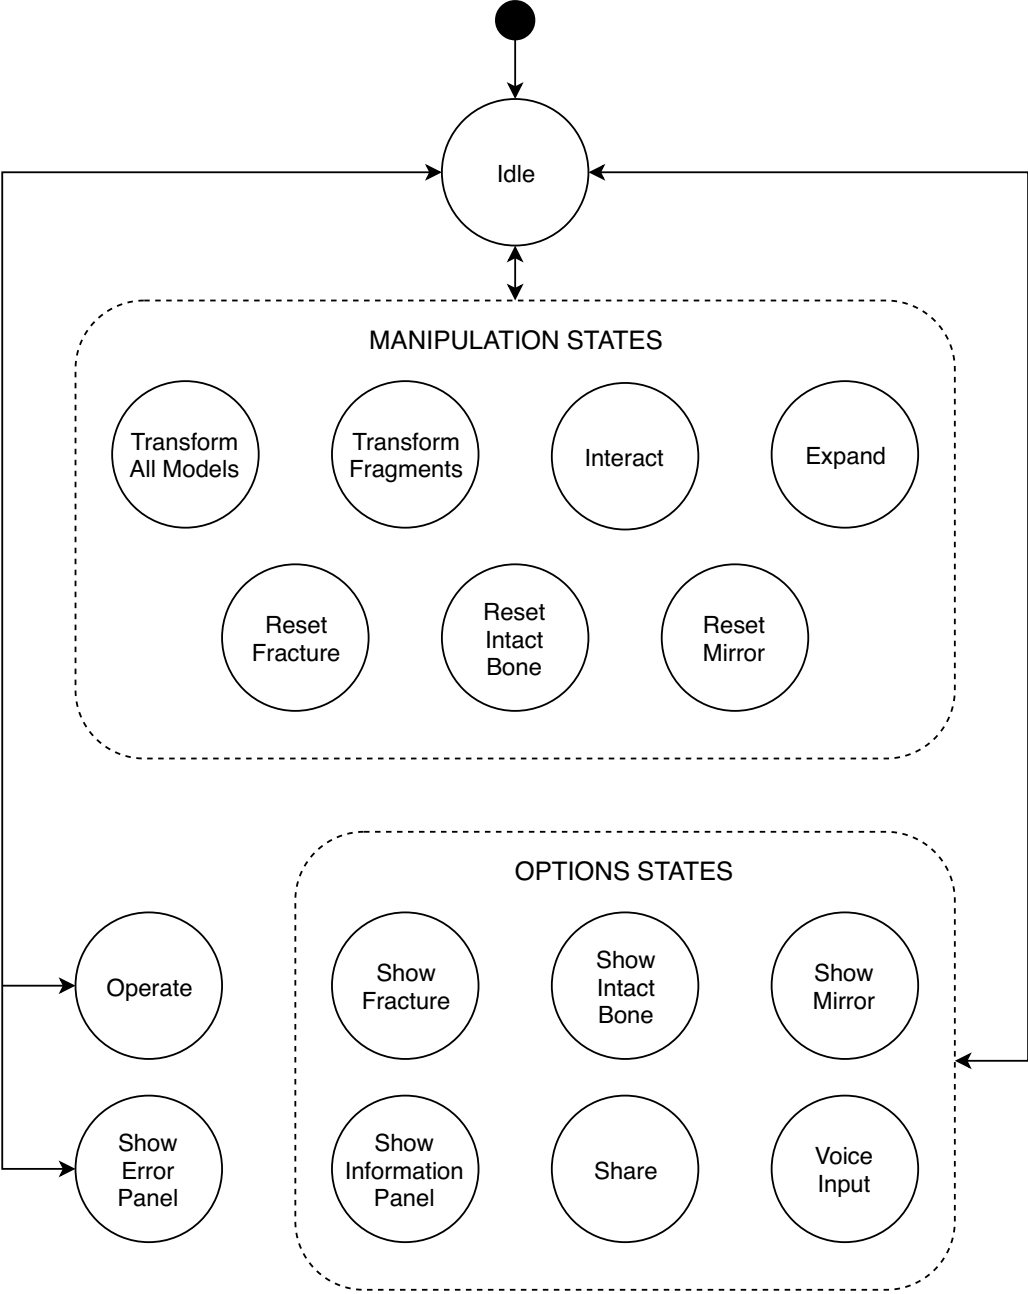 Idle
MANIPULATION STATES
Transform
All Models
Transform
Fragments
Interact
Expand
Reset
Fracture
Reset
Intact
Bone
Reset
Mirror
OPTIONS STATES
Operate
Show
Fracture
Show
Intact
Bone
Show
Mirror
Show
Error
Panel
Show
Information
Panel
Share
Voice
Input